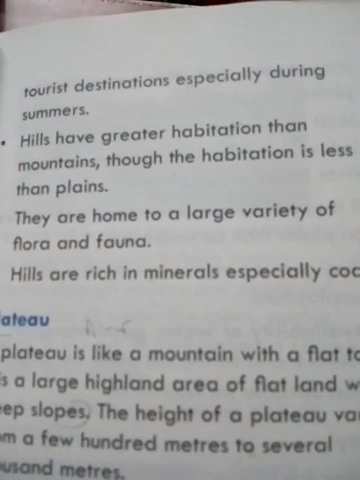 tourist destinations especially during
summers.
• Hills have greater habitation than
mountains, though the habitation is less
than plains.
They are home to a large variety of
flora and fauna.
Hills are rich in minerals especially coa
lateau
plateau is like a mountain with a flat to
is a large highland area of flat land w
eep slopes. The height of a plateau va
om a few hundred metres to several
ousand metres.